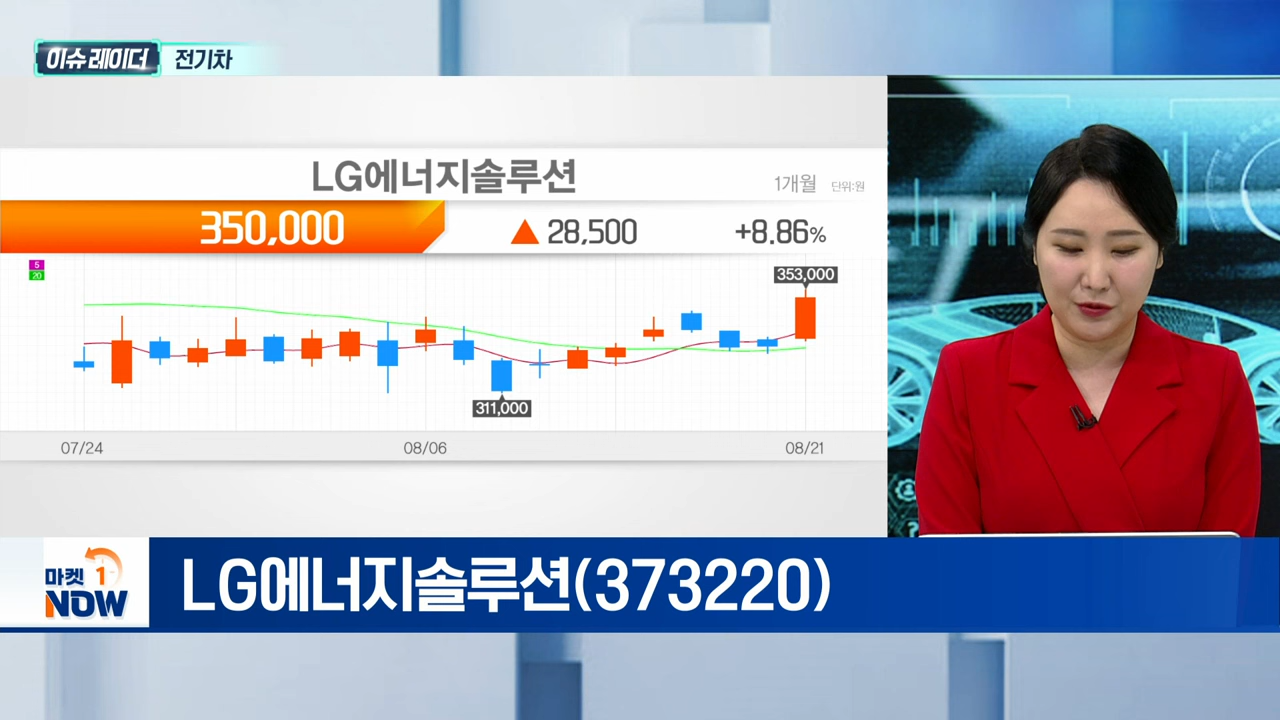 이슈 레이더 전기차
LG에너지솔루션
1개월 단위:원
350,000 ▲ 28,500 +8.86%
5
20
353,000
311,000
07/24 08/06 08/21
마켓 1
NOW
LG에너지솔루션(373220)